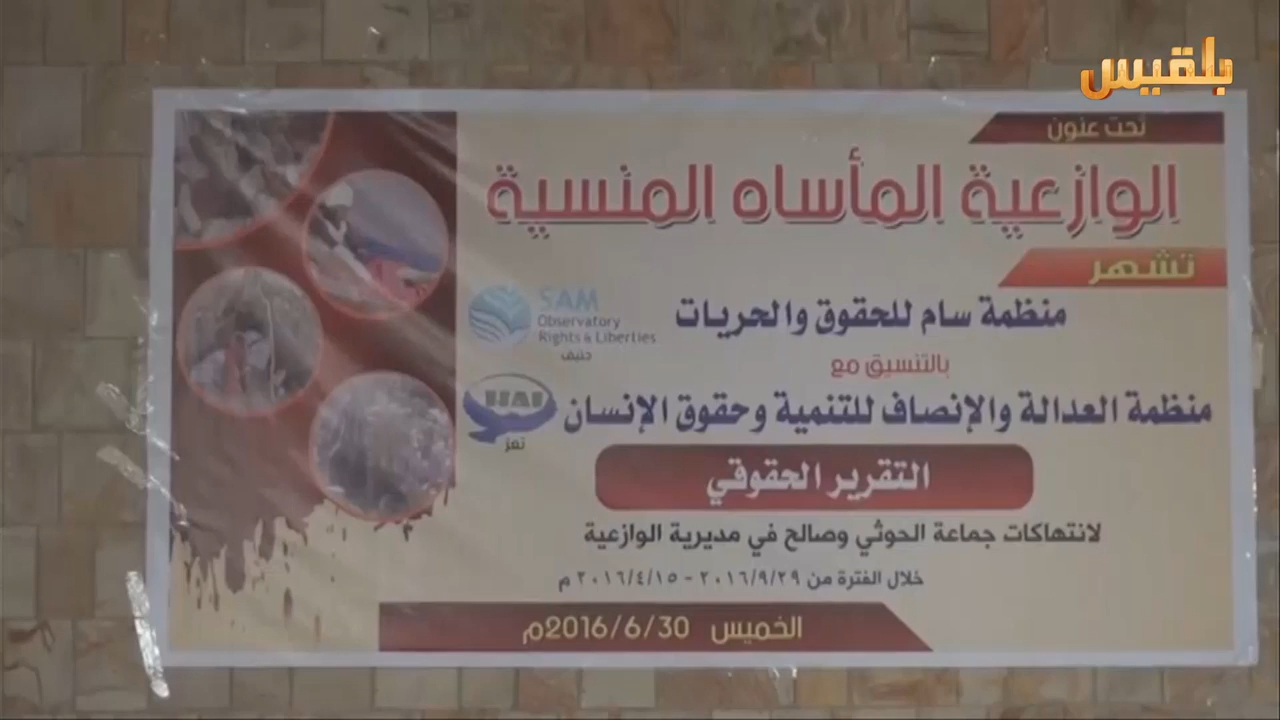 بلقيس
تحت عنون
الوازعية المأساه المنسية
تشهر
منظمة سام للحقوق والحريات
SAM
Observatory
Rights & Liberties
جنيف
بالتنسيق مع
منظمة العدالة والإنصاف للتنمية وحقوق الإنسان
تعز
التقرير الحقوقي
لانتهاكات جماعة الحوثي وصالح في مديرية الوازعية
خلال الفترة من ٢٠١٦/٩/٢٩ - ٢٠١٦/٤/١٥ م
الخميس 2016/6/30م